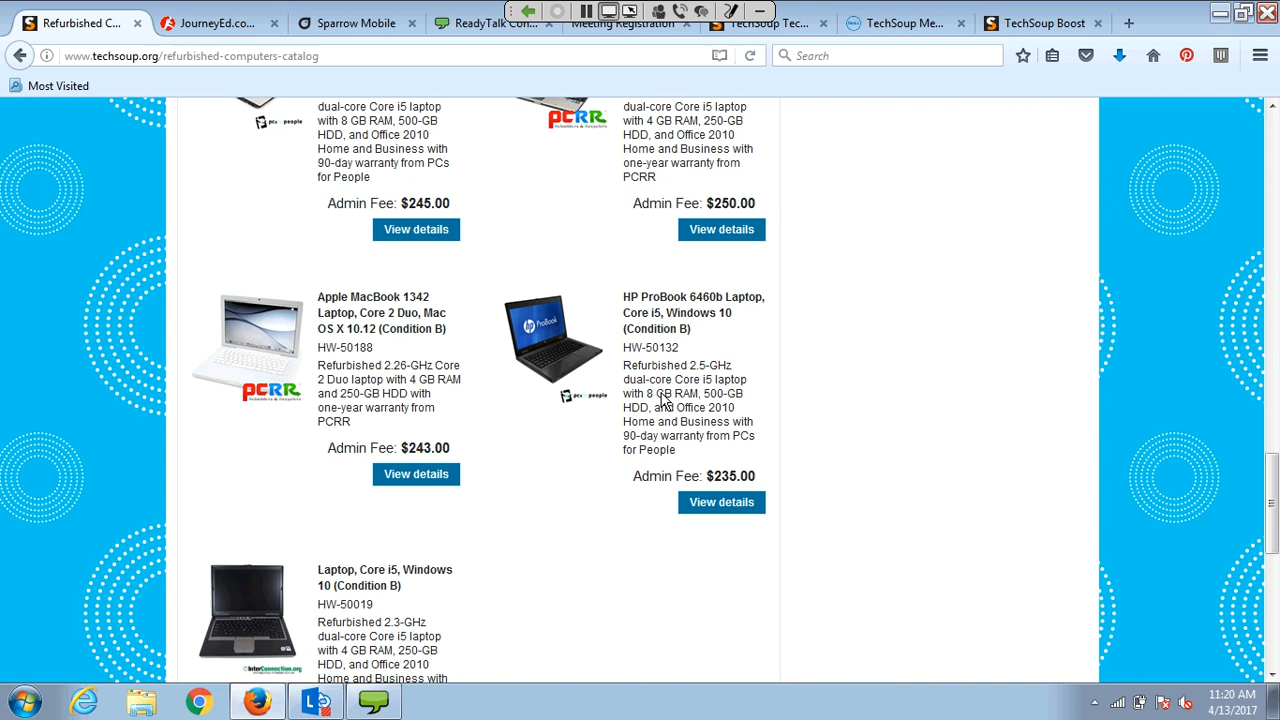 Refurbished C...
JourneyEd.co...
Sparrow Mobile
ReadyTalk Con...
Meeting Registration
TechSoup Tec...
TechSoup Me...
TechSoup Boost
www.techsoup.org/refurbished-computers-catalog
Search
Most Visited
dual-core Core i5 laptop
with 8 GB RAM, 500-GB
HDD, and Office 2010
Home and Business with
90-day warranty from PCs
for People
Admin Fee: $245.00
View details
PCRR
dual-core Core i5 laptop
with 4 GB RAM, 250-GB
HDD, and Office 2010
Home and Business with
one-year warranty from
PCRR
Admin Fee: $250.00
View details
PCRR
Apple MacBook 1342
Laptop, Core 2 Duo, Mac
OS X 10.12 (Condition B)
HW-50188
Refurbished 2.26-GHz Core
2 Duo laptop with 4 GB RAM
and 250-GB HDD with
one-year warranty from
PCRR
Admin Fee: $243.00
View details
hp ProBook
HP ProBook 6460b Laptop,
Core i5, Windows 10
(Condition B)
HW-50132
Refurbished 2.5-GHz
dual-core Core i5 laptop
with 8 GB RAM, 500-GB
HDD, and Office 2010
Home and Business with
90-day warranty from PCs
for People
Admin Fee: $235.00
View details
InterConnection.org
Laptop, Core i5, Windows
10 (Condition B)
HW-50019
Refurbished 2.3-GHz
dual-core Core i5 laptop
with 4 GB RAM, 250-GB
HDD, and Office 2010
Home and Business with
11:20 AM
4/13/2017